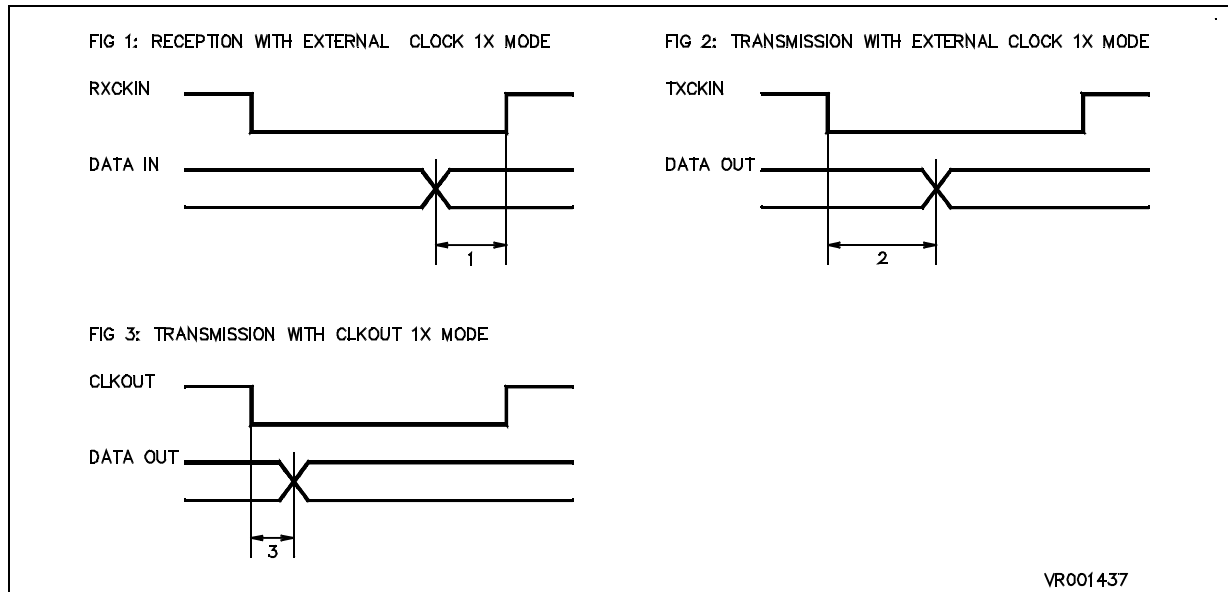 FIG 1: RECEPTION WITH EXTERNAL CLOCK 1X MODE
RXCKIN
DATA IN
1
FIG 2: TRANSMISSION WITH EXTERNAL CLOCK 1X MODE
TXCKIN
DATA OUT
2
FIG 3: TRANSMISSION WITH CLKOUT 1X MODE
CLKOUT
DATA OUT
3
VR001437